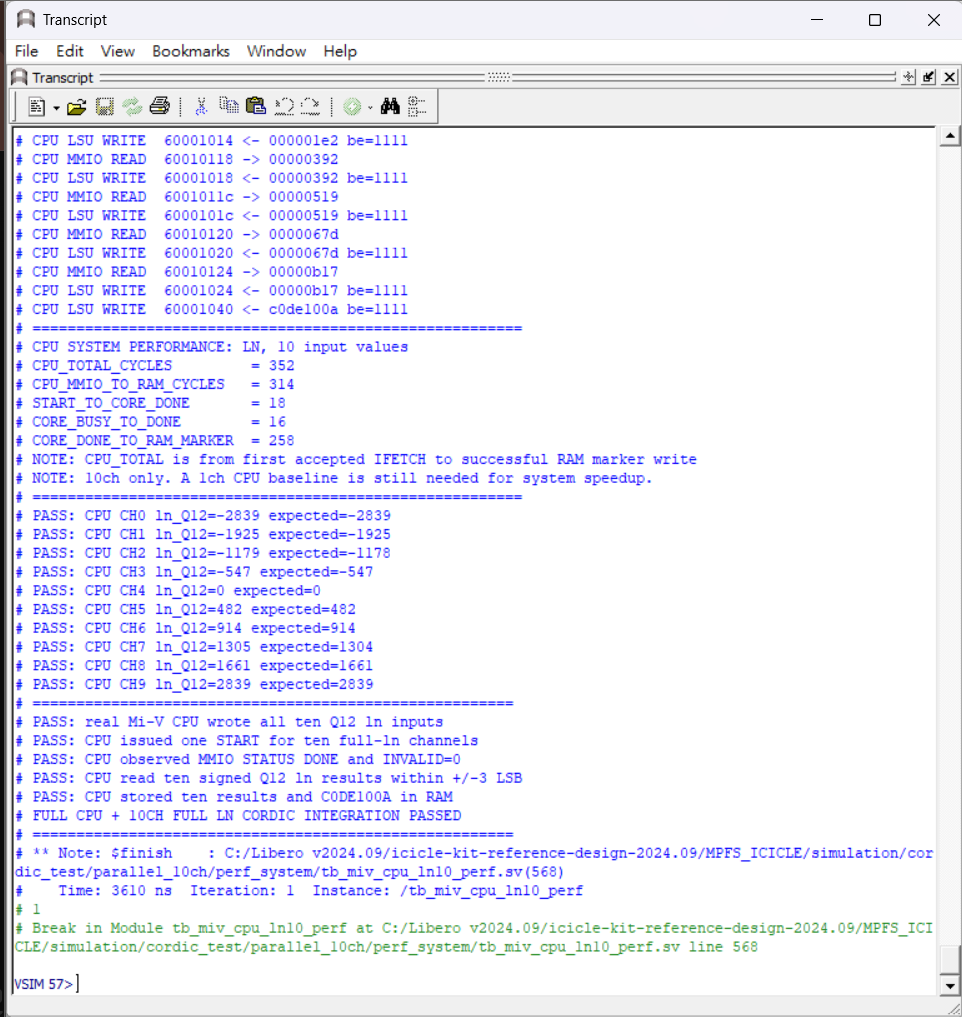 Transcript
File Edit View Bookmarks Window Help
Transcript
# CPU LSU WRITE  60001014 <- 000001e2 be=1111
# CPU MMIO READ  60010118 -> 00000392
# CPU LSU WRITE  60001018 <- 00000392 be=1111
# CPU MMIO READ  6001011c -> 00000519
# CPU LSU WRITE  6000101c <- 00000519 be=1111
# CPU MMIO READ  60010120 -> 0000067d
# CPU LSU WRITE  60001020 <- 0000067d be=1111
# CPU MMIO READ  60010124 -> 00000b17
# CPU LSU WRITE  60001024 <- 00000b17 be=1111
# CPU LSU WRITE  60001040 <- c0de100a be=1111
# ========================================================
# CPU SYSTEM PERFORMANCE: LN, 10 input values
# CPU_TOTAL_CYCLES         = 352
# CPU_MMIO_TO_RAM_CYCLES   = 314
# START_TO_CORE_DONE       = 18
# CORE_BUSY_TO_DONE        = 16
# CORE_DONE_TO_RAM_MARKER  = 258
# NOTE: CPU_TOTAL is from first accepted IFETCH to successful RAM marker write
# NOTE: 10ch only. A 1ch CPU baseline is still needed for system speedup.
# ========================================================
# PASS: CPU CH0 ln_Q12=-2839 expected=-2839
# PASS: CPU CH1 ln_Q12=-1925 expected=-1925
# PASS: CPU CH2 ln_Q12=-1179 expected=-1178
# PASS: CPU CH3 ln_Q12=-547 expected=-547
# PASS: CPU CH4 ln_Q12=0 expected=0
# PASS: CPU CH5 ln_Q12=482 expected=482
# PASS: CPU CH6 ln_Q12=914 expected=914
# PASS: CPU CH7 ln_Q12=1305 expected=1304
# PASS: CPU CH8 ln_Q12=1661 expected=1661
# PASS: CPU CH9 ln_Q12=2839 expected=2839
# =======================================================
# PASS: real Mi-V CPU wrote all ten Q12 ln inputs
# PASS: CPU issued one START for ten full-ln channels
# PASS: CPU observed MMIO STATUS DONE and INVALID=0
# PASS: CPU read ten signed Q12 ln results within +/-3 LSB
# PASS: CPU stored ten results and C0DE100A in RAM
# FULL CPU + 10CH FULL LN CORDIC INTEGRATION PASSED
# =======================================================
# ** Note: $finish    : C:/Libero v2024.09/icicle-kit-reference-design-2024.09/MPFS_ICICLE/simulation/cor
dic_test/parallel_10ch/perf_system/tb_miv_cpu_ln10_perf.sv(568)
#    Time: 3610 ns  Iteration: 1  Instance: /tb_miv_cpu_ln10_perf
# 1
# Break in Module tb_miv_cpu_ln10_perf at C:/Libero v2024.09/icicle-kit-reference-design-2024.09/MPFS_ICI
CLE/simulation/cordic_test/parallel_10ch/perf_system/tb_miv_cpu_ln10_perf.sv line 568
VSIM 57>